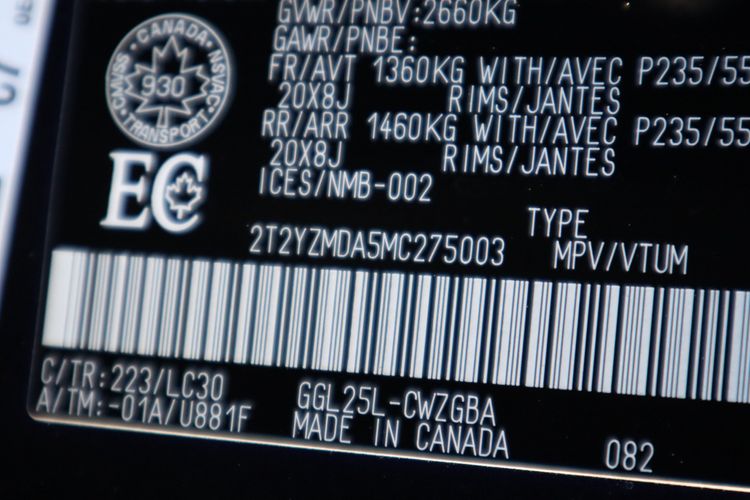 GVWR/PNBV:2660KG
GAWR/PNBE:
FR/AVT 1360KG WITH/AVEC P235/55
20X8J RIMS/JANTES
RR/ARR 1460KG WITH/AVEC P235/55
20X8J RIMS/JANTES
ICES/NMB-002
CANADA
CMVSS 930 NSVAC
TRANSPORT
EC
TYPE
2T2YZMDA5MC275003 MPV/VTUM
C/TR:223/LC30 GGL25L-CWZGBA
A/TM:-01A/U881F MADE IN CANADA 082